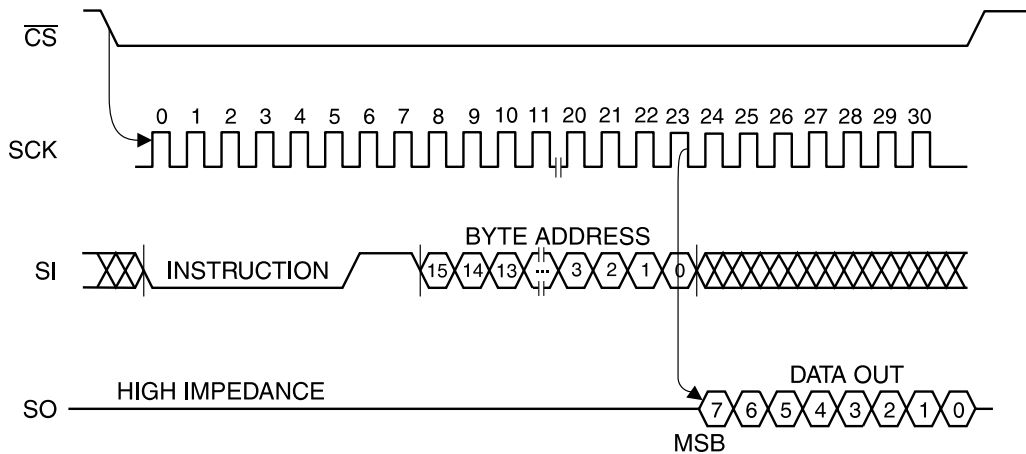 C̅S̅
0 1 2 3 4 5 6 7 8 9 10 11 20 21 22 23 24 25 26 27 28 29 30
SCK
BYTE ADDRESS
SI INSTRUCTION 15 14 13 ... 3 2 1 0
HIGH IMPEDANCE DATA OUT
SO 7 6 5 4 3 2 1 0
MSB